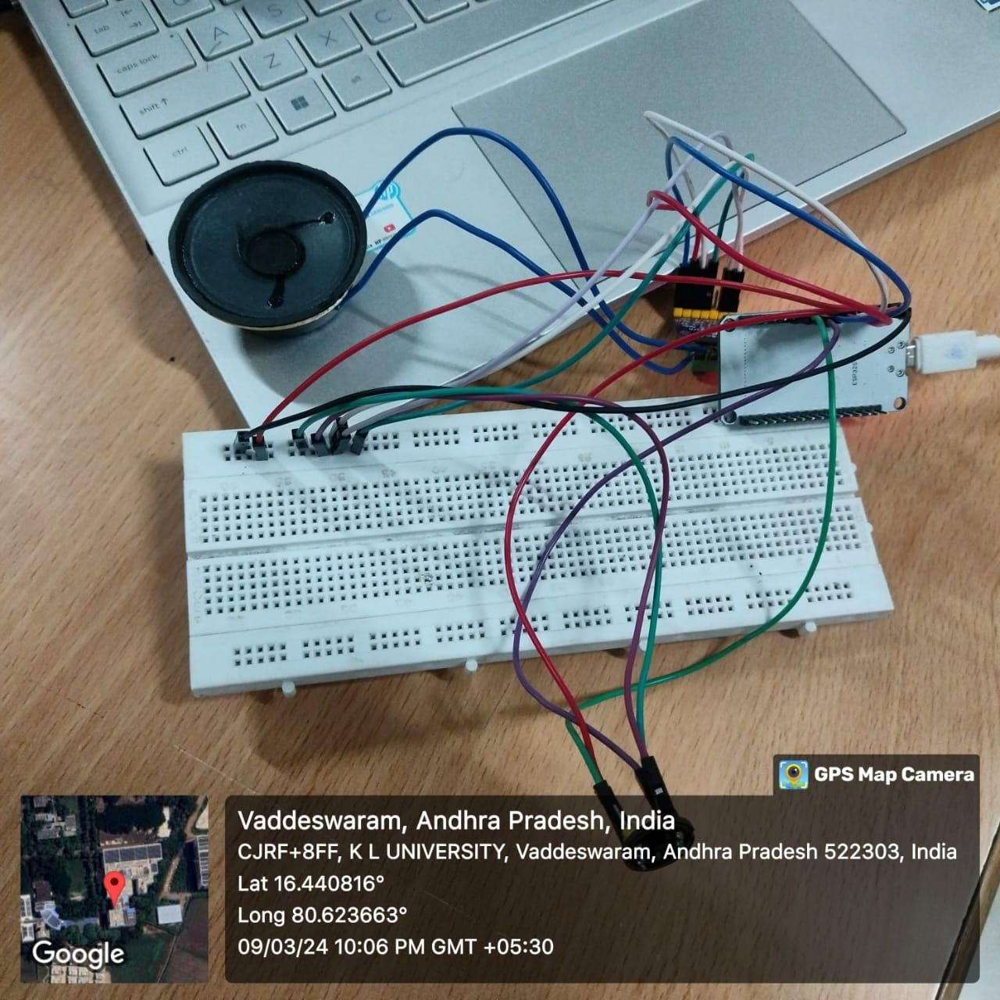 tab
A
S
caps lock
Z
X
C
shift
alt
fn
ctrl
hp
ESP32S
GPS Map Camera
Vaddeswaram, Andhra Pradesh, India
CJRF+8FF, K L UNIVERSITY, Vaddeswaram, Andhra Pradesh 522303, India
Lat 16.440816°
Long 80.623663°
09/03/24 10:06 PM GMT +05:30
Google